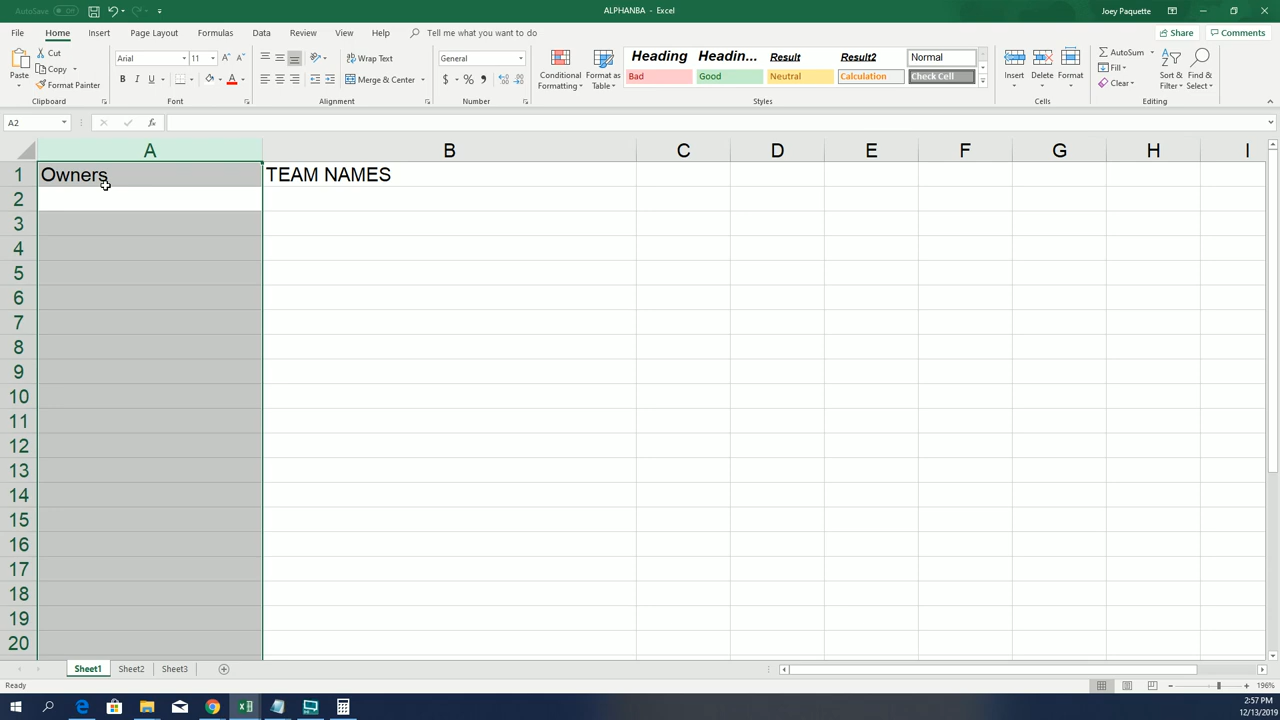 AutoSave Off
ALPHANBA - Excel
Joey Paquette
File Home Insert Page Layout Formulas Data Review View Help Tell me what you want to do
Share Comments
Paste
Cut
Copy
Format Painter
Clipboard
Arial 11
B I U
Font
Wrap Text
Merge & Center
Alignment
General
$ % ,
Number
Conditional Formatting
Format as Table
Heading Headin... Result Result2 Normal
Bad Good Neutral Calculation Check Cell
Styles
Insert Delete Format
Cells
AutoSum
Fill
Clear
Sort & Filter
Find & Select
Editing
A2
fx
A B C D E F G H I
1 Owners TEAM NAMES
2
3
4
5
6
7
8
9
10
11
12
13
14
15
16
17
18
19
20
Sheet1 Sheet2 Sheet3
Ready
196%
2:57 PM
12/13/2019